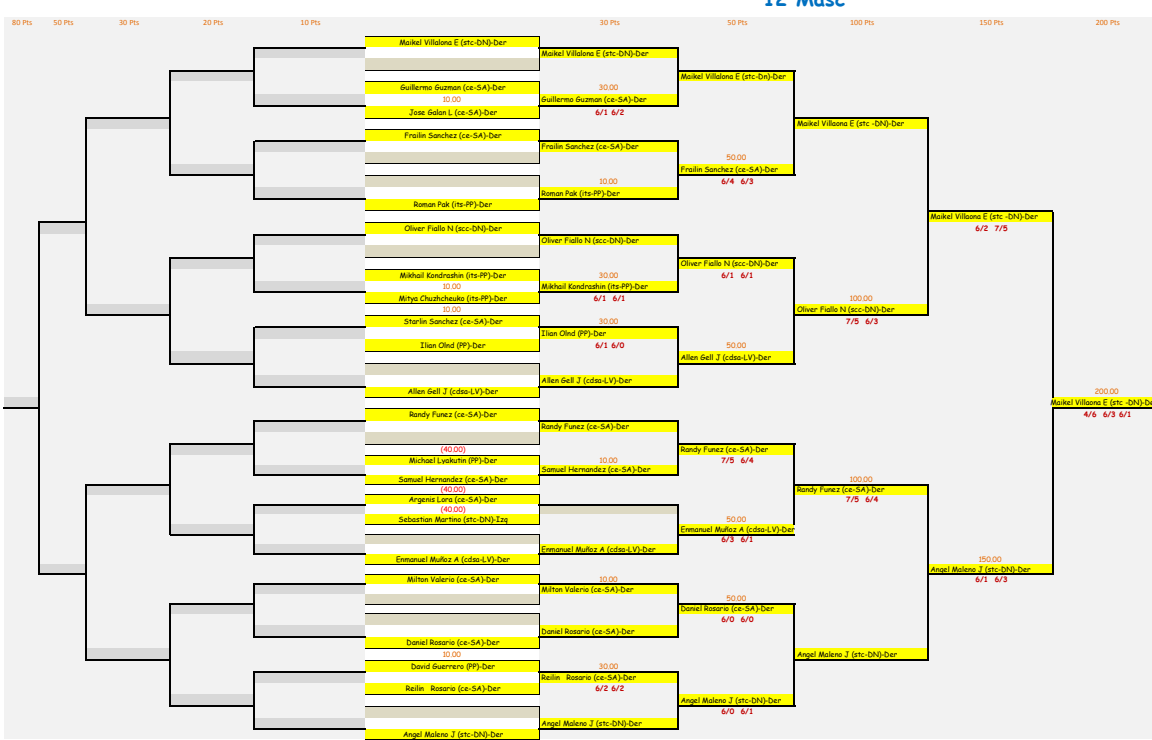 12 Masc
80 Pts 50 Pts 30 Pts 20 Pts 10 Pts 30 Pts 50 Pts 100 Pts 150 Pts 200 Pts
Maikel Villalona E (stc-DN)-Der
Guillermo Guzman (ce-SA)-Der
10.00
Jose Galan L (ce-SA)-Der
Frailin Sanchez (ce-SA)-Der
Roman Pak (its-PP)-Der
Oliver Fiallo N (scc-DN)-Der
Mikhail Kondrashin (its-PP)-Der
10.00
Mitya Chuzhcheuko (its-PP)-Der
10.00
Starlin Sanchez (ce-SA)-Der
Ilian Olnd (PP)-Der
Allen Gell J (cdsa-LV)-Der
Randy Funez (ce-SA)-Der
(40.00)
Michael Lyakutin (PP)-Der
Samuel Hernandez (ce-SA)-Der
(40.00)
Argenis Lora (ce-SA)-Der
(40.00)
Sebastian Martino (stc-DN)-Izq
Enmanuel Muñoz A (cdsa-LV)-Der
Milton Valerio (ce-SA)-Der
Daniel Rosario (ce-SA)-Der
10.00
David Guerrero (PP)-Der
Reilin Rosario (ce-SA)-Der
Angel Maleno J (stc-DN)-Der
Maikel Villalona E (stc-DN)-Der
30.00
Guillermo Guzman (ce-SA)-Der
6/1 6/2
Frailin Sanchez (ce-SA)-Der
10.00
Roman Pak (its-PP)-Der
Oliver Fiallo N (scc-DN)-Der
30.00
Mikhail Kondrashin (its-PP)-Der
6/1 6/1
30.00
Ilian Olnd (PP)-Der
6/1 6/0
Allen Gell J (cdsa-LV)-Der
Randy Funez (ce-SA)-Der
10.00
Samuel Hernandez (ce-SA)-Der
Enmanuel Muñoz A (cdsa-LV)-Der
10.00
Milton Valerio (ce-SA)-Der
Daniel Rosario (ce-SA)-Der
30.00
Reilin Rosario (ce-SA)-Der
6/2 6/2
Angel Maleno J (stc-DN)-Der
Maikel Villalona E (stc-Dn)-Der
50.00
Frailin Sanchez (ce-SA)-Der
6/4 6/3
Oliver Fiallo N (scc-DN)-Der
6/1 6/1
50.00
Allen Gell J (cdsa-LV)-Der
Randy Funez (ce-SA)-Der
7/5 6/4
50.00
Enmanuel Muñoz A (cdsa-LV)-Der
6/3 6/1
50.00
Daniel Rosario (ce-SA)-Der
6/0 6/0
Angel Maleno J (stc-DN)-Der
6/0 6/1
Maikel Villaona E (stc -DN)-Der
100.00
Oliver Fiallo N (scc-DN)-Der
7/5 6/3
100.00
Randy Funez (ce-SA)-Der
7/5 6/4
Angel Maleno J (stc-DN)-Der
Maikel Villaona E (stc -DN)-Der
6/2 7/5
150.00
Angel Maleno J (stc-DN)-Der
6/1 6/3
200.00
Maikel Villaona E (stc -DN)-De
4/6 6/3 6/1